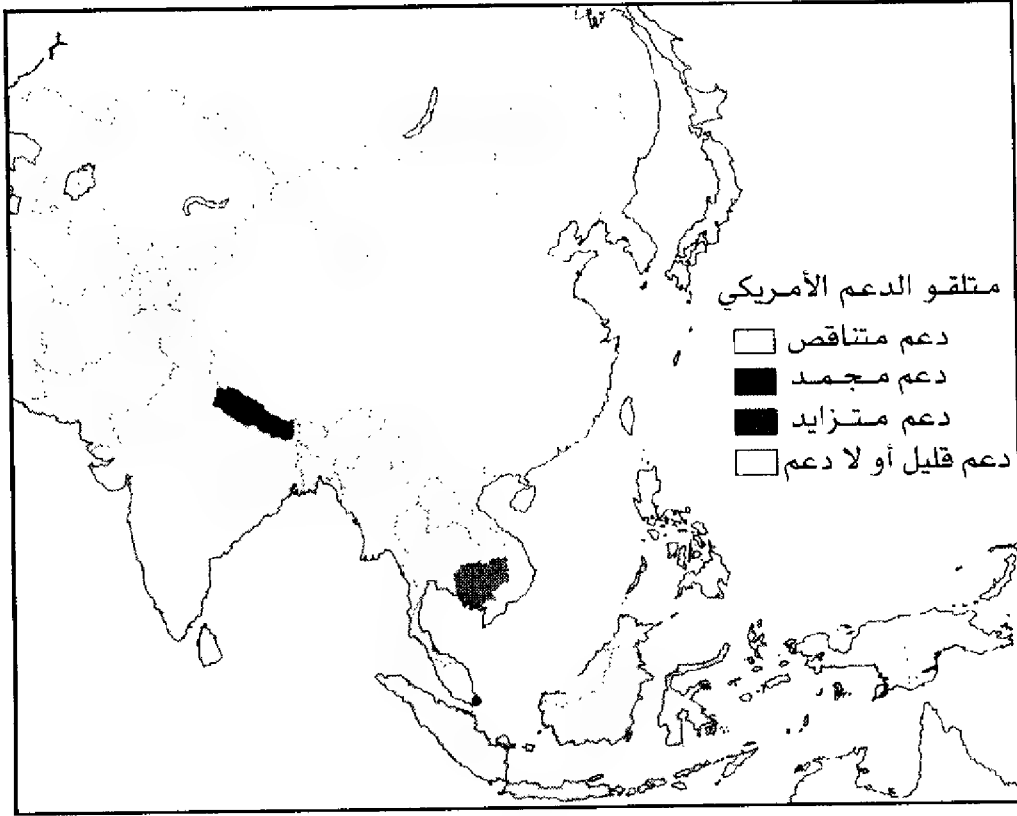 متلقو الدعم الأمريكي
دعم متناقص
دعم مجمد
دعم متزايد
دعم قليل أو لا دعم